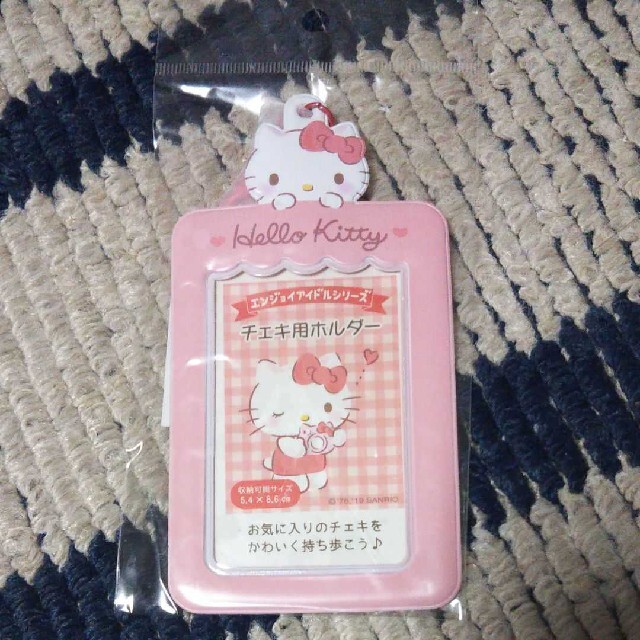 Hello Kitty
エンジョイアイドルシリーズ
チェキ用ホルダー
収納可能サイズ
5.4 × 8.6cm
©'76,'19 SANRIO
お気に入りのチェキを
かわいく持ち歩こう♪